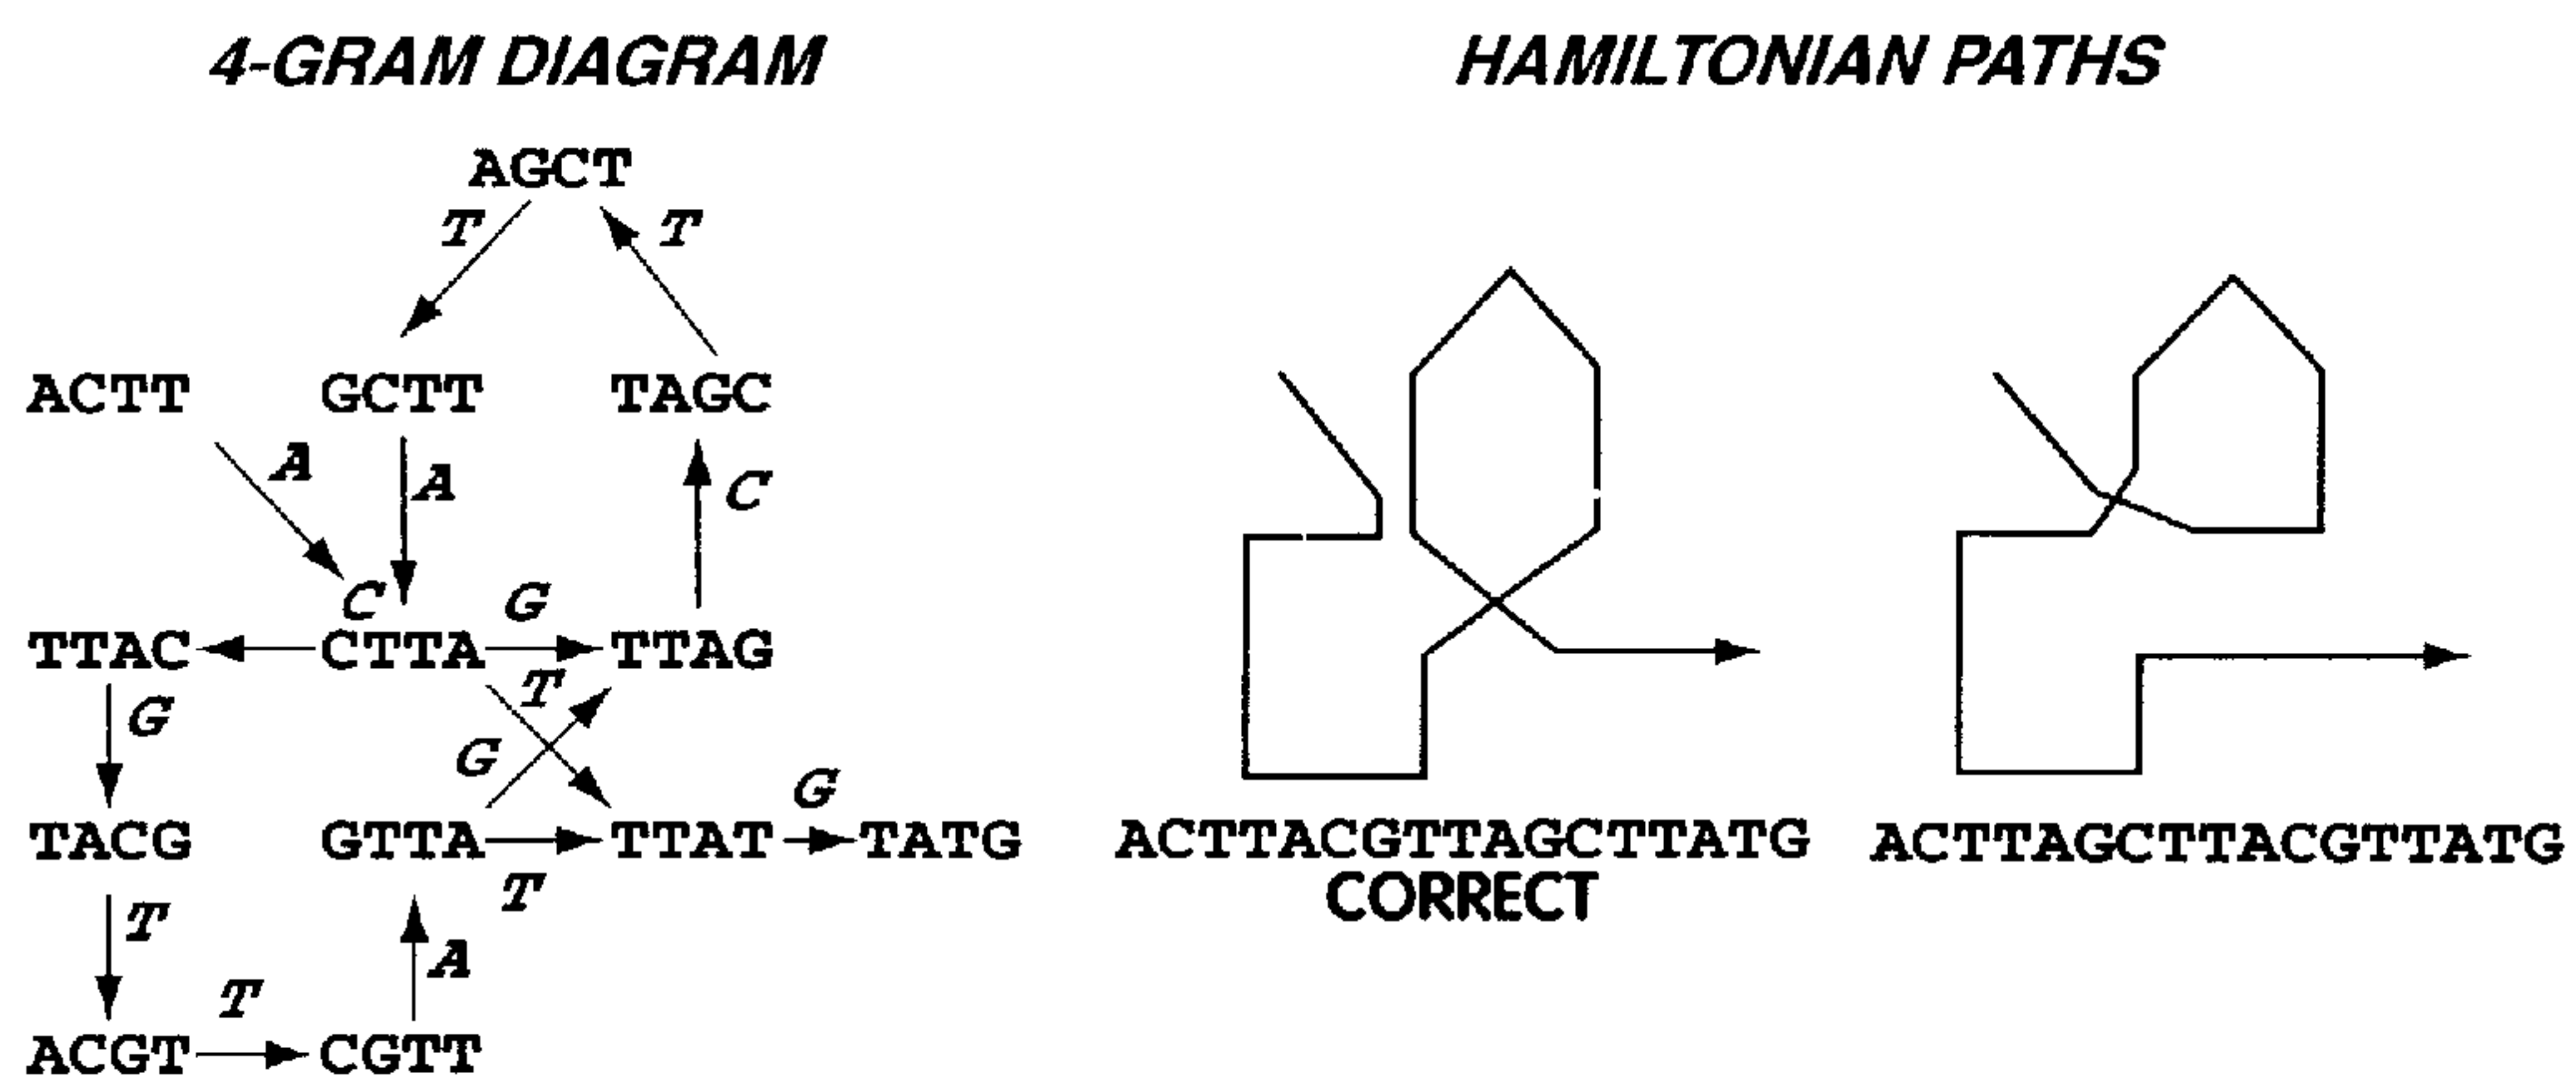 4-GRAM DIAGRAM HAMILTONIAN PATHS
AGCT
T T
ACTT GCTT TAGC
A A C
C G
TTAC CTTA TTAG
G T
G G
TACG GTTA TTAT TATG
T T
A
T
ACGT CGTT
ACTTACGTTAGCTTATG
CORRECT
ACTTAGCTTACGTTATG